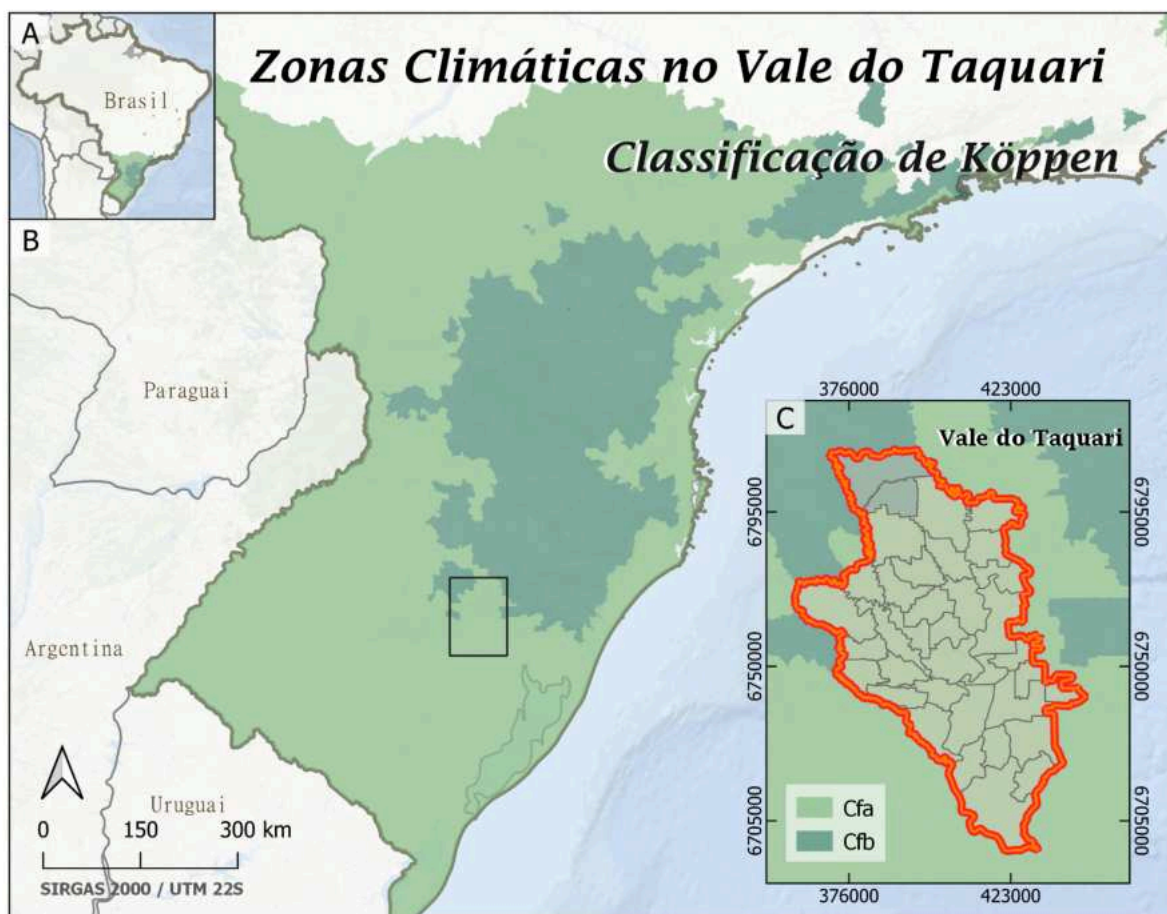 A
Brasil
Zonas Climáticas no Vale do Taquari
Classificação de Köppen
B
Paraguai
Argentina
Uruguai
0 150 300 km
SIRGAS 2000 / UTM 22S
376000 423000
C
Vale do Taquari
6795000 6795000
6750000 6750000
6705000 6705000
Cfa
Cfb
376000 423000